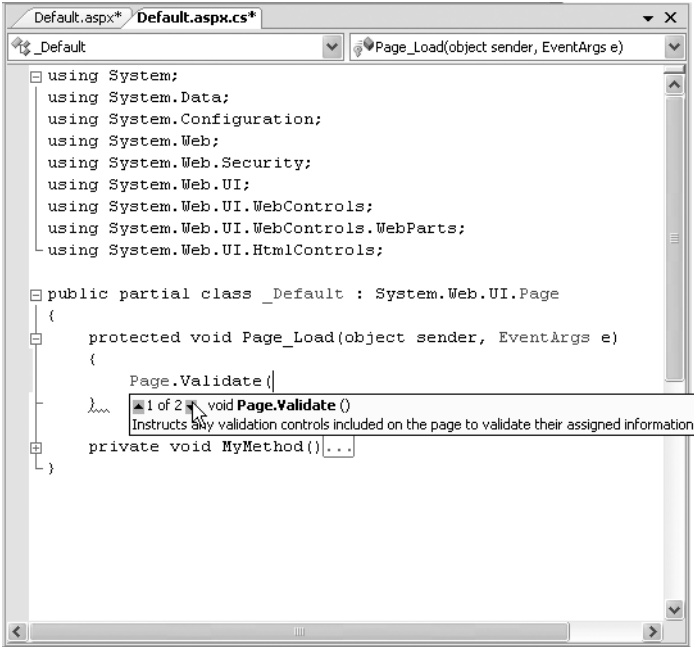 Default.aspx* Default.aspx.cs*
_Default Page_Load(object sender, EventArgs e)
using System;
using System.Data;
using System.Configuration;
using System.Web;
using System.Web.Security;
using System.Web.UI;
using System.Web.UI.WebControls;
using System.Web.UI.WebControls.WebParts;
using System.Web.UI.HtmlControls;
public partial class _Default : System.Web.UI.Page
{
protected void Page_Load(object sender, EventArgs e)
{
Page.Validate(
}
1 of 2 void Page.Validate ()
Instructs any validation controls included on the page to validate their assigned information
private void MyMethod()...
}